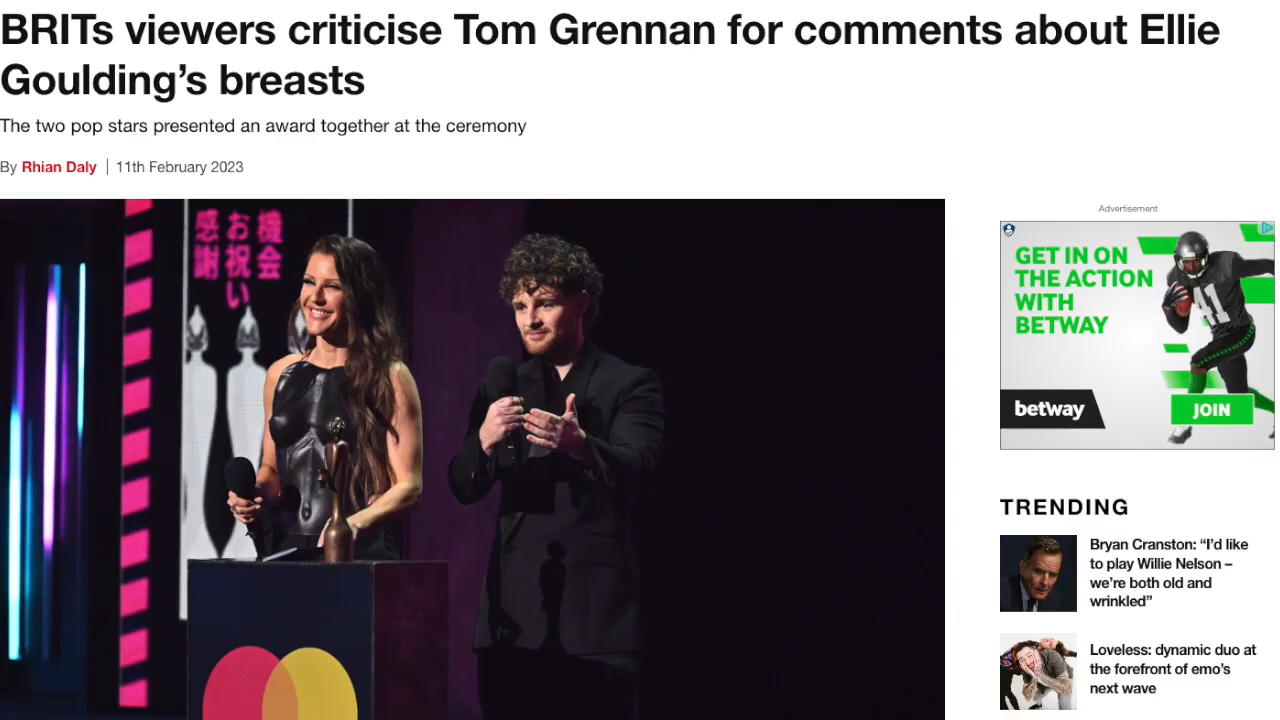 BRITs viewers criticise Tom Grennan for comments about Ellie
Goulding’s breasts
The two pop stars presented an award together at the ceremony
By Rhian Daly | 11th February 2023
機会
お祝い
感謝
Advertisement
GET IN ON
THE ACTION
WITH
BETWAY
41
betway
JOIN
TRENDING
Bryan Cranston: “I’d like
to play Willie Nelson –
we’re both old and
wrinkled”
Loveless: dynamic duo at
the forefront of emo’s
next wave